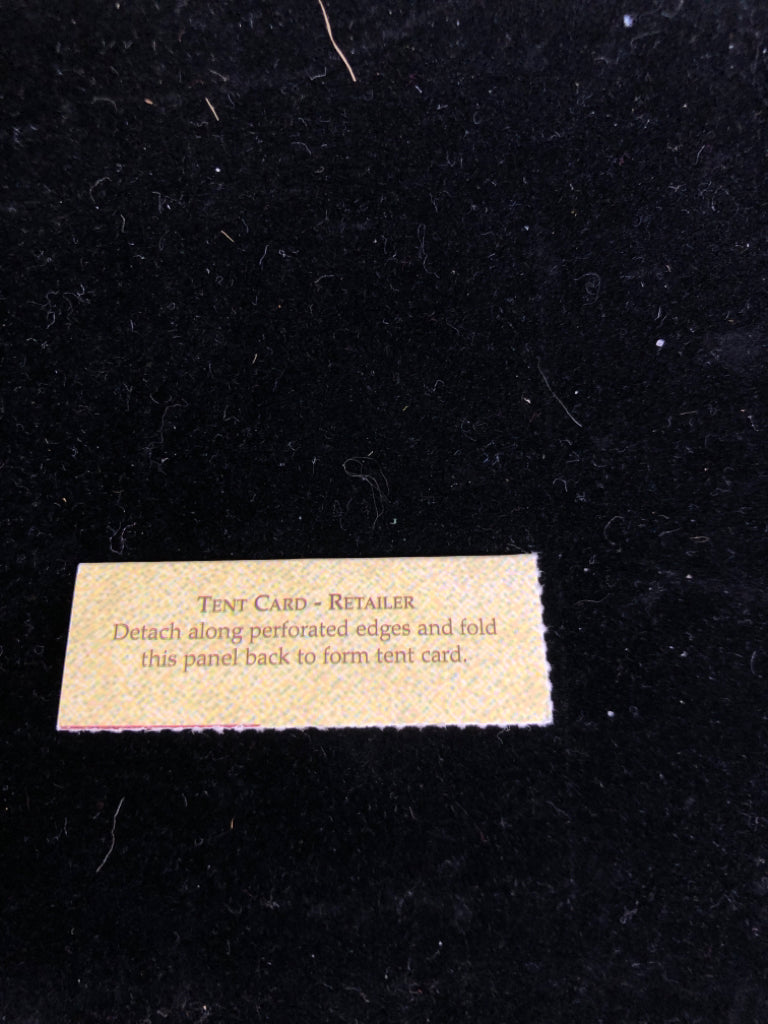 TENT CARD - RETAILER
Detach along perforated edges and fold
this panel back to form tent card.